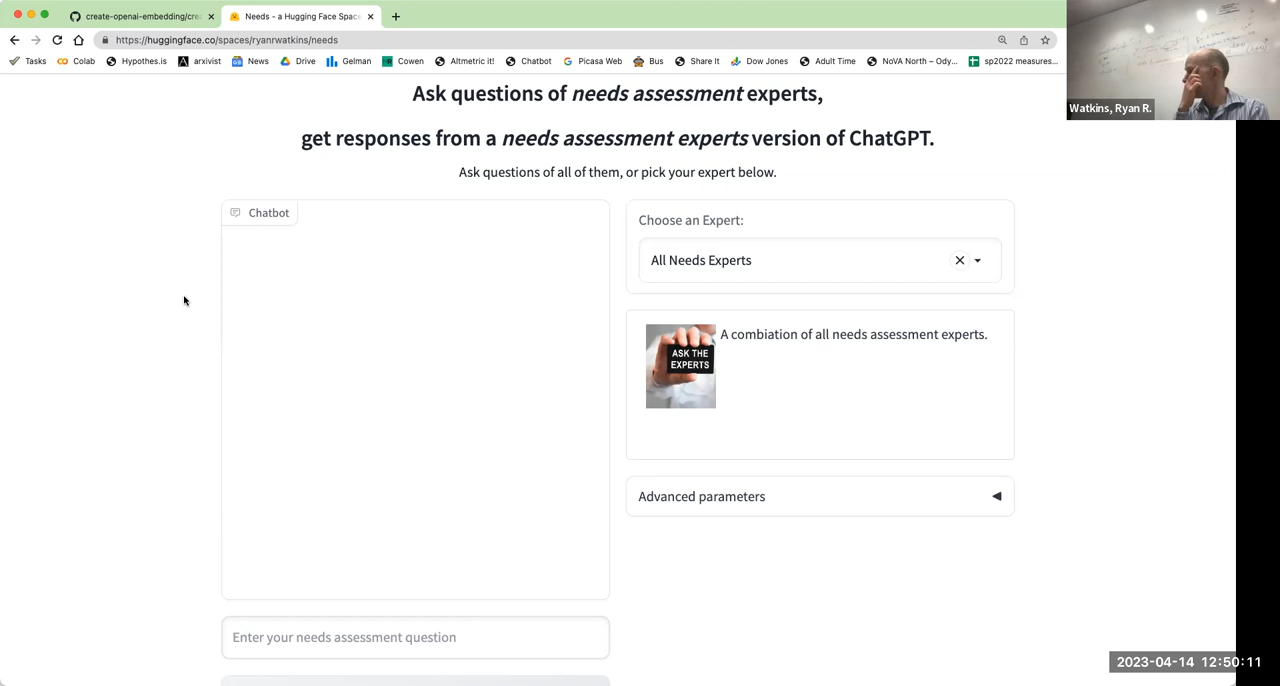 create-openai-embedding/cre
Needs - a Hugging Face Spac
https://huggingface.co/spaces/ryanrwatkins/needs
Tasks Colab Hypothes.is arxivist News Drive Gelman Cowen Altmetric it! Chatbot Picasa Web Bus Share It Dow Jones Adult Time NoVA North – Ody... sp2022 measures...
Watkins, Ryan R.
Ask questions of needs assessment experts,
get responses from a needs assessment experts version of ChatGPT.
Ask questions of all of them, or pick your expert below.
Chatbot
Choose an Expert:
All Needs Experts
ASK THE
EXPERTS
A combiation of all needs assessment experts.
Advanced parameters
Enter your needs assessment question
2023-04-14 12:50:11